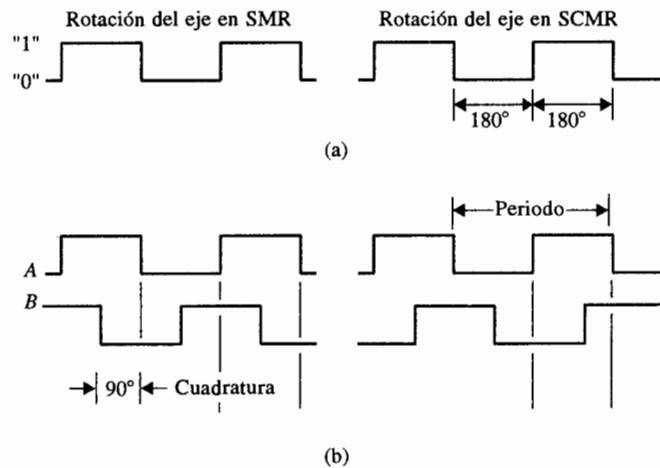 Rotación del eje en SMR
Rotación del eje en SCMR
"1"
"0"
180°
180°
(a)
Periodo
A
B
90°
Cuadratura
(b)